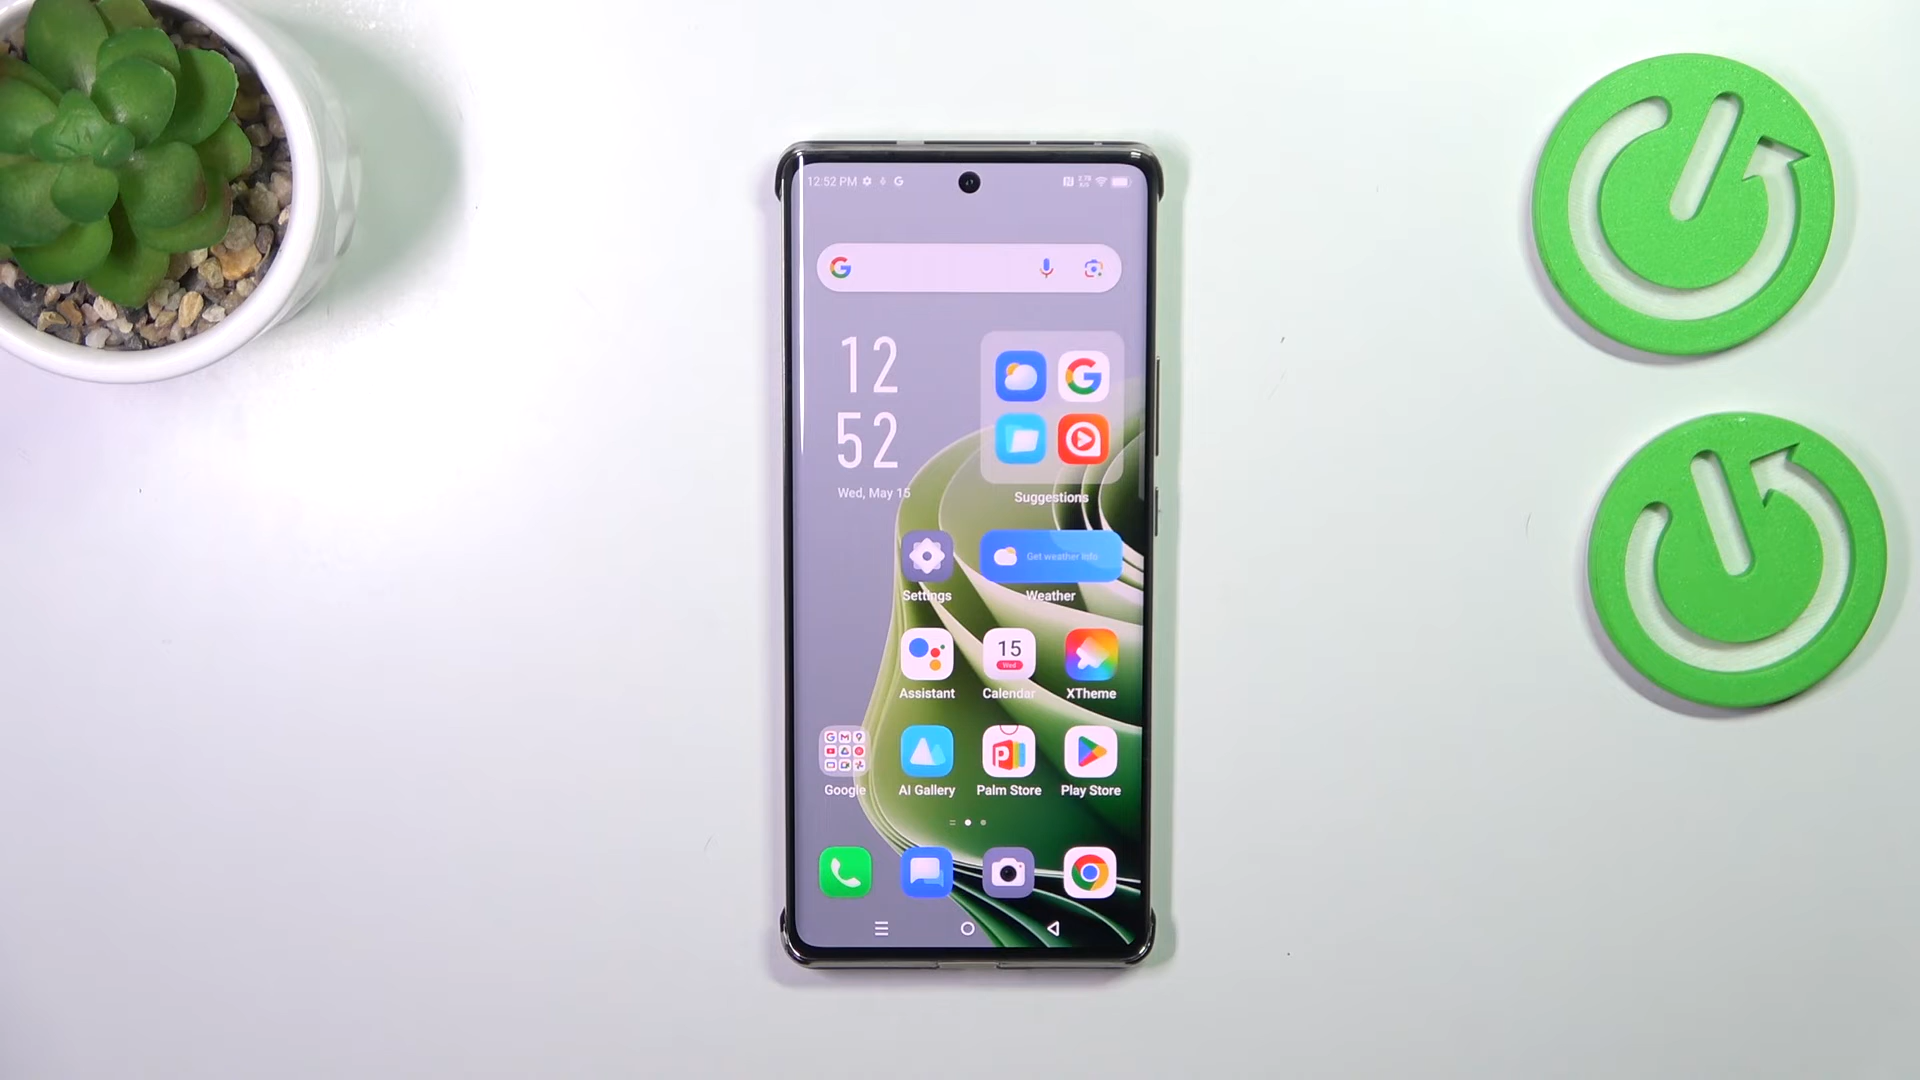 12:52 PM
12
52
Wed, May 15
Suggestions
Settings
Get weather info
Weather
Assistant
15
Wed
Calendar
XTheme
Google
AI Gallery
Palm Store
Play Store